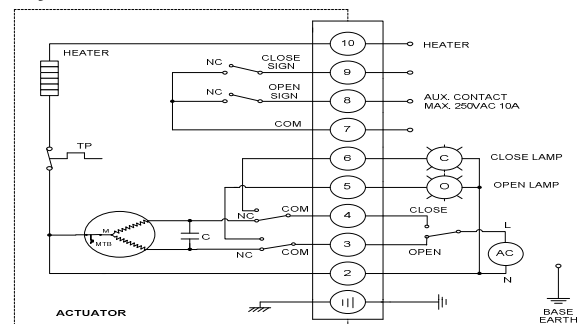 10
HEATER
HEATER
NC
CLOSE
SIGN
9
NC
OPEN
SIGN
8
AUX. CONTACT
MAX. 250VAC 10A
COM
7
TP
6
C
CLOSE LAMP
5
O
OPEN LAMP
NC
COM
4
CLOSE
L
M
MTB
C
AC
NC
COM
3
OPEN
N
2
ACTUATOR
BASE
EARTH